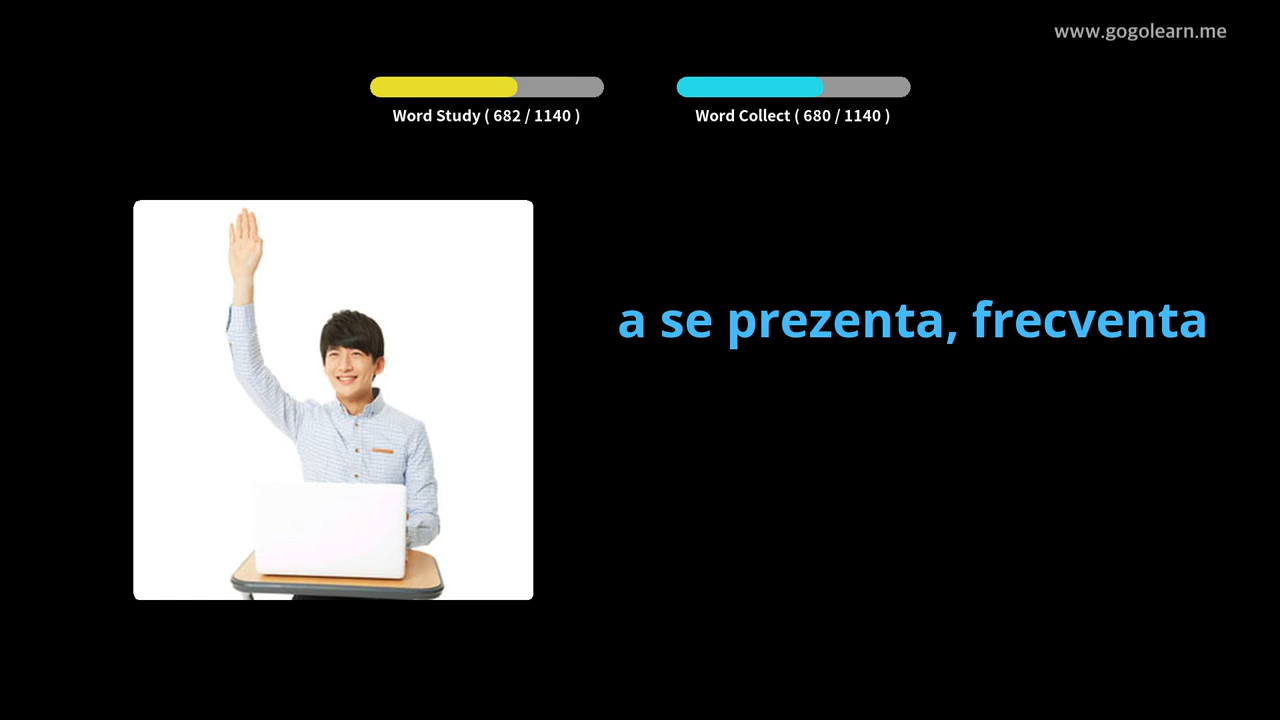 www.gogolearn.me
Word Study ( 682 / 1140 )
Word Collect ( 680 / 1140 )
a se prezenta, frecventa